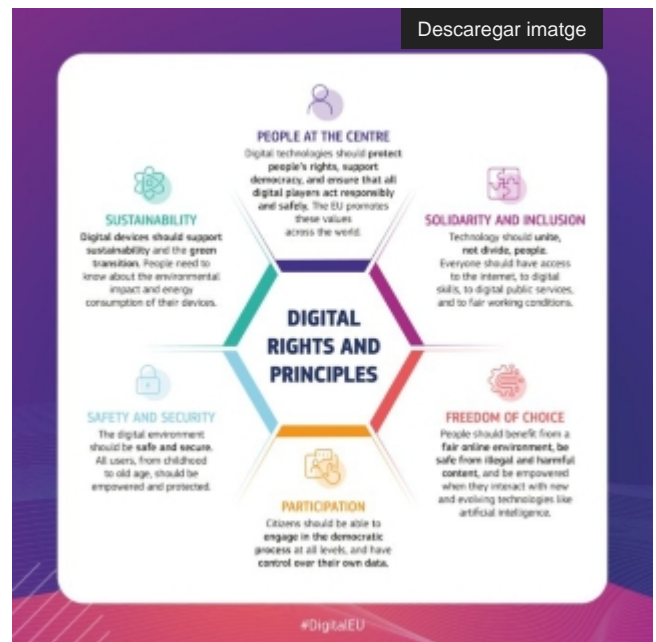 Descaregar imatge
PEOPLE AT THE CENTRE
Digital technologies should protect
people's rights, support
democracy, and ensure that all
digital players act responsibly
and safely. The EU promotes
these values
across the world.
SUSTAINABILITY
Digital devices should support
sustainability and the green
transition. People need to
know about the environmental
impact and energy
consumption of their devices.
SOLIDARITY AND INCLUSION
Technology should unite,
not divide, people.
Everyone should have access
to the internet, to digital
skills, to digital public services,
and to fair working conditions.
DIGITAL
RIGHTS AND
PRINCIPLES
SAFETY AND SECURITY
The digital environment
should be safe and secure.
All users, from childhood
to old age, should be
empowered and protected.
FREEDOM OF CHOICE
People should benefit from a
fair online environment, be
safe from illegal and harmful
content, and be empowered
when they interact with new
and evolving technologies like
artificial intelligence.
PARTICIPATION
Citizens should be able to
engage in the democratic
process at all levels, and have
control over their own data.
#DigitalEU